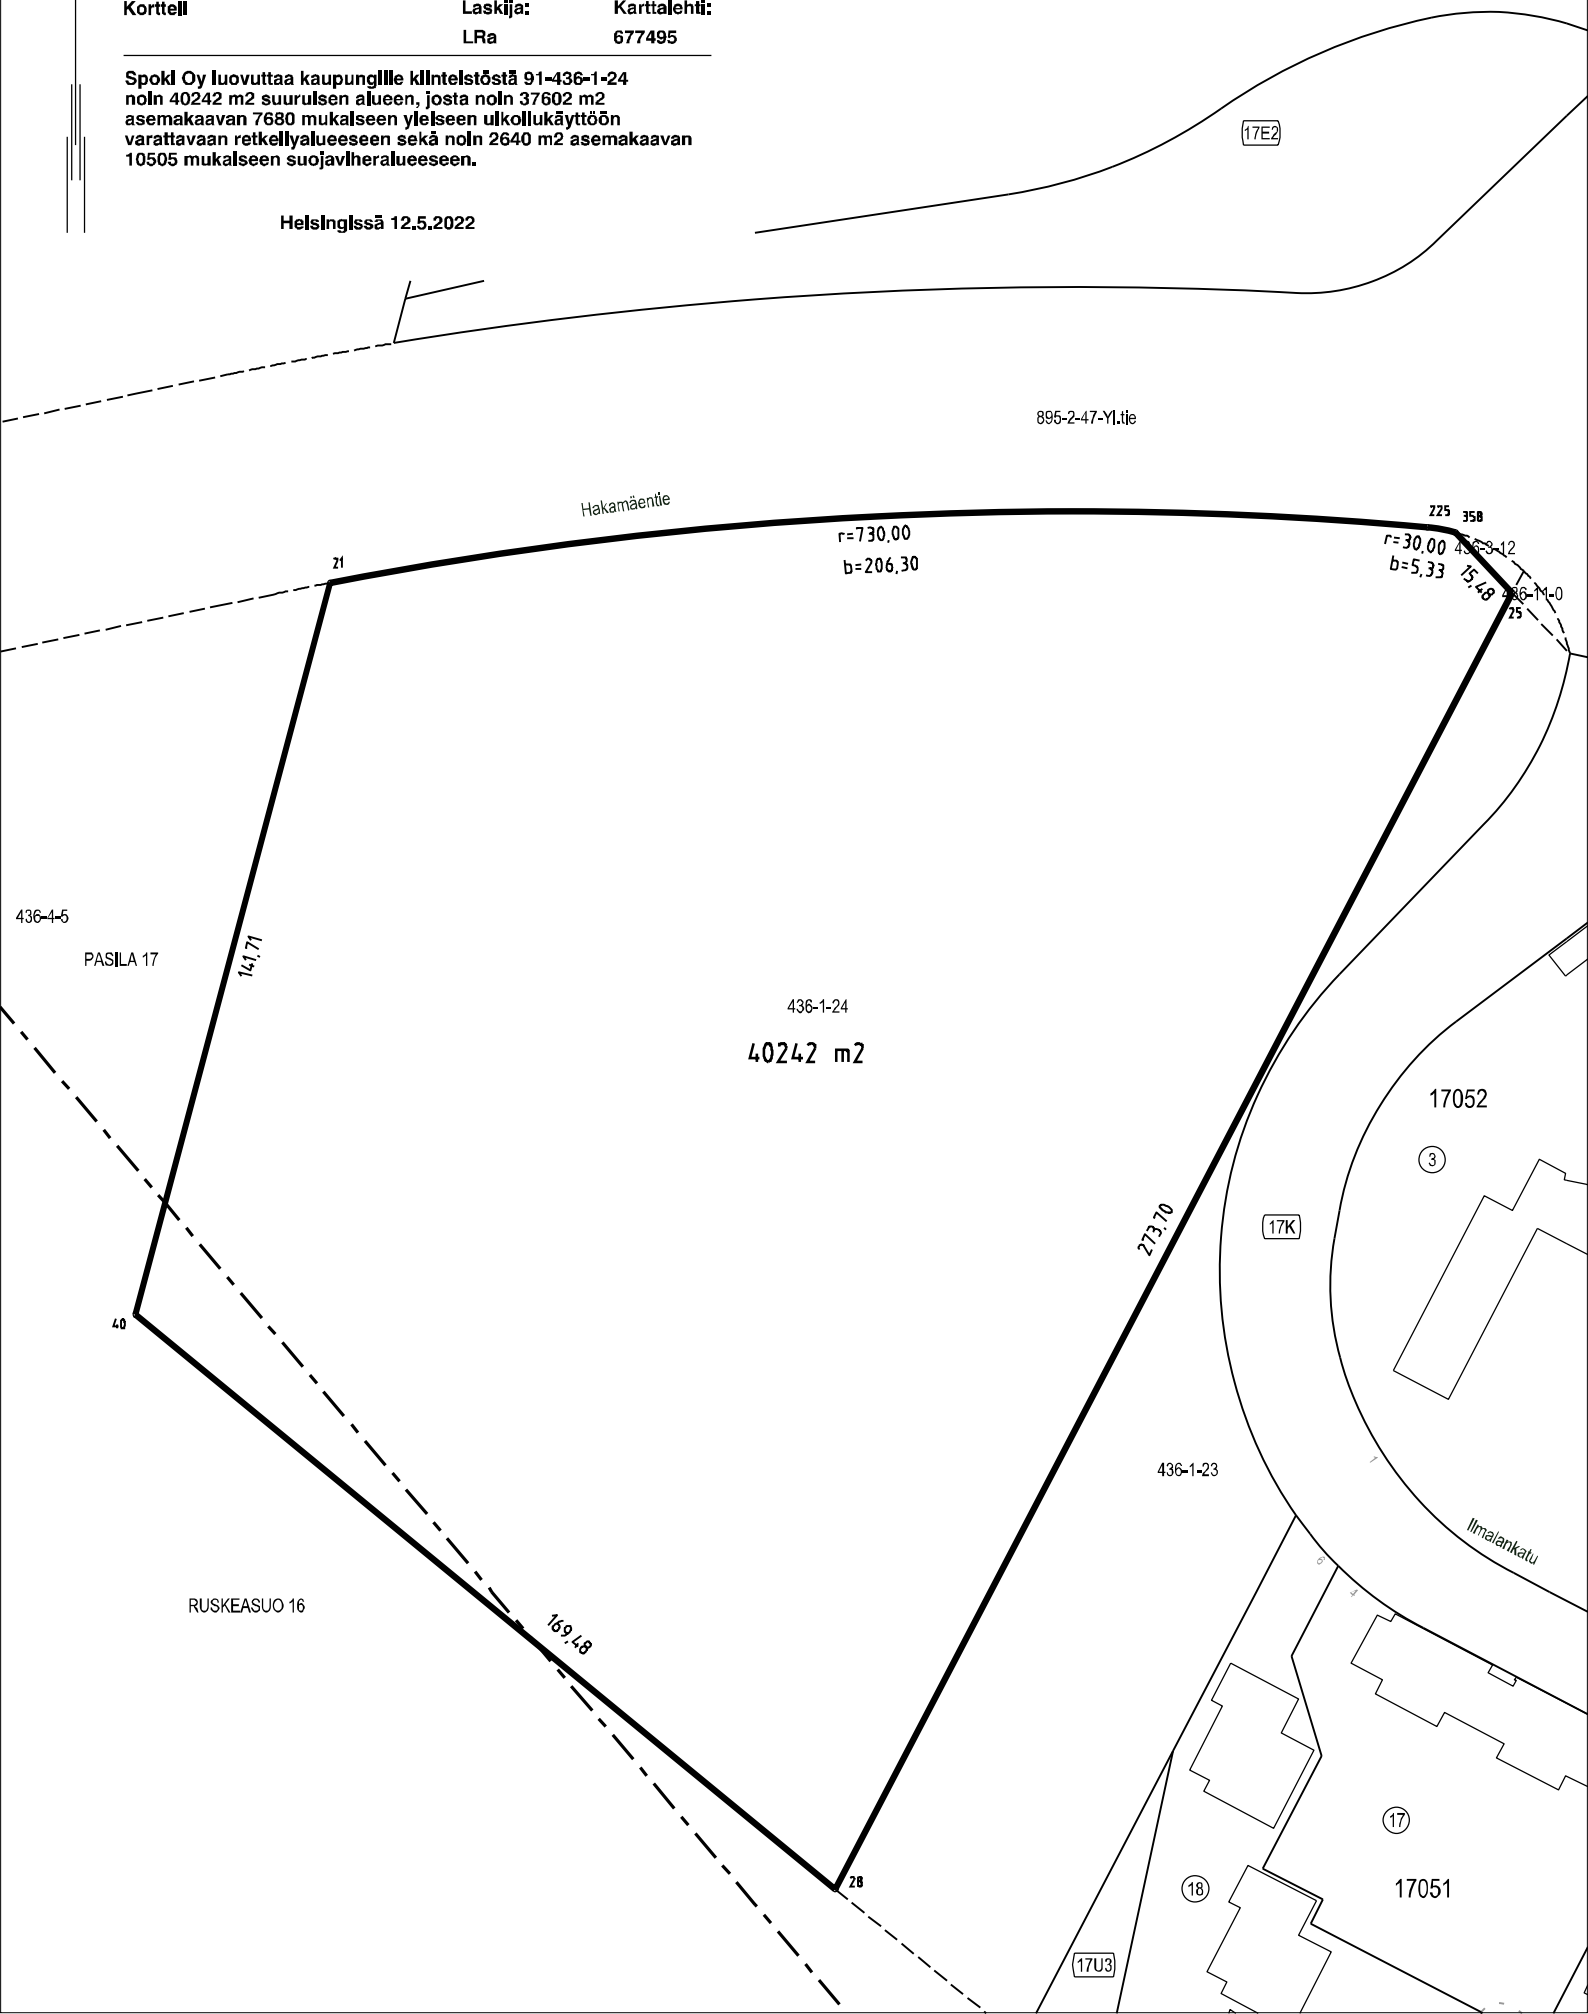 Kortteli Laskija: Karttalehti:
LRa 677495
Spoki Oy luovuttaa kaupungille kiinteistöstä 91-436-1-24
noin 40242 m2 suuruisen alueen, josta noin 37602 m2
asemakaavan 7680 mukaiseen yleiseen ulkoilukäyttöön
varattavaan retkeilyalueeseen sekä noin 2640 m2 asemakaavan
10505 mukaiseen suojaviheralueeseen.
Helsingissä 12.5.2022
17E2
895-2-47-Yl.tie
Hakamäentie
225 358
r=730,00
b=206,30
r=30,00
b=5,33
436-3-12
15,48
436-11-0
25
21
436-4-5
PASILA 17
141,71
436-1-24
40242 m2
17052
3
273,70
17K
40
436-1-23
1
Ilmalankatu
6
4
RUSKEASUO 16
169,48
17
28
18
17051
17U3